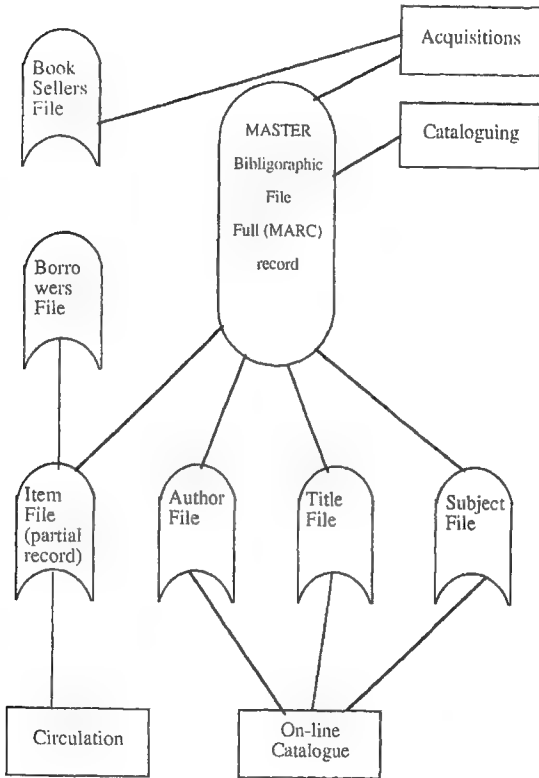 Acquisitions
Book
Sellers
File
MASTER
Bibligoraphic
File
Full (MARC)
record
Cataloguing
Borro
wers
File
Item
File
(partial
record)
Author
File
Title
File
Subject
File
Circulation
On-line
Catalogue